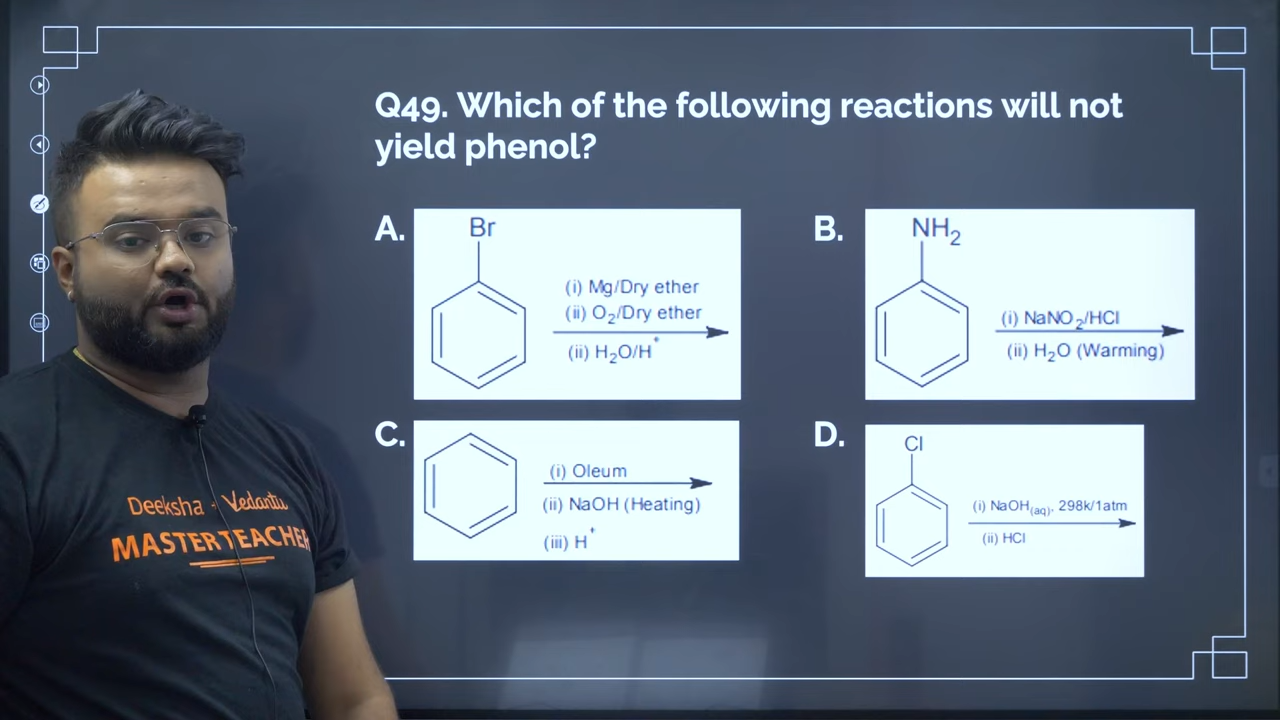 Q49. Which of the following reactions will not
yield phenol?
A.
Br
(i) Mg/Dry ether
(ii) O₂/Dry ether
(ii) H₂O/H⁺
B.
NH₂
(i) NaNO₂/HCl
(ii) H₂O (Warming)
C.
(i) Oleum
(ii) NaOH (Heating)
(iii) H⁺
D.
Cl
(i) NaOH(aq), 298k/1atm
(ii) HCl
Deeksha Vedantu
MASTER TEACHER